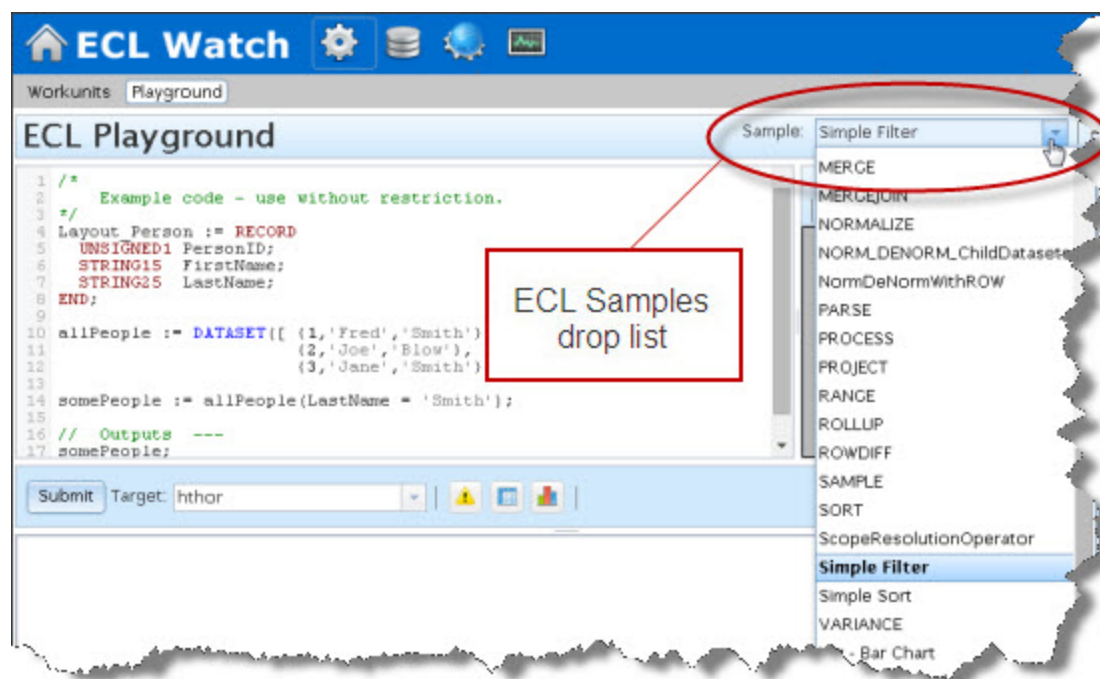 ECL Watch
Workunits Playground
ECL Playground
Sample: Simple Filter
1 /*
2 Example code - use without restriction.
3 */
4 Layout_Person := RECORD
5 UNSIGNED1 PersonID;
6 STRING15 FirstName;
7 STRING25 LastName;
8 END;
9
10 allPeople := DATASET([ {1,'Fred','Smith'}
11 {2,'Joe','Blow'},
12 {3,'Jane','Smith'}
13
14 somePeople := allPeople(LastName = 'Smith');
15
16 // Outputs ---
17 somePeople;
ECL Samples
drop list
Submit Target: hthor
MERGE
MERGEJOIN
NORMALIZE
NORM_DENORM_ChildDatasets
NormDeNormWithROW
PARSE
PROCESS
PROJECT
RANGE
ROLLUP
ROWDIFF
SAMPLE
SORT
ScopeResolutionOperator
Simple Filter
Simple Sort
VARIANCE
- Bar Chart